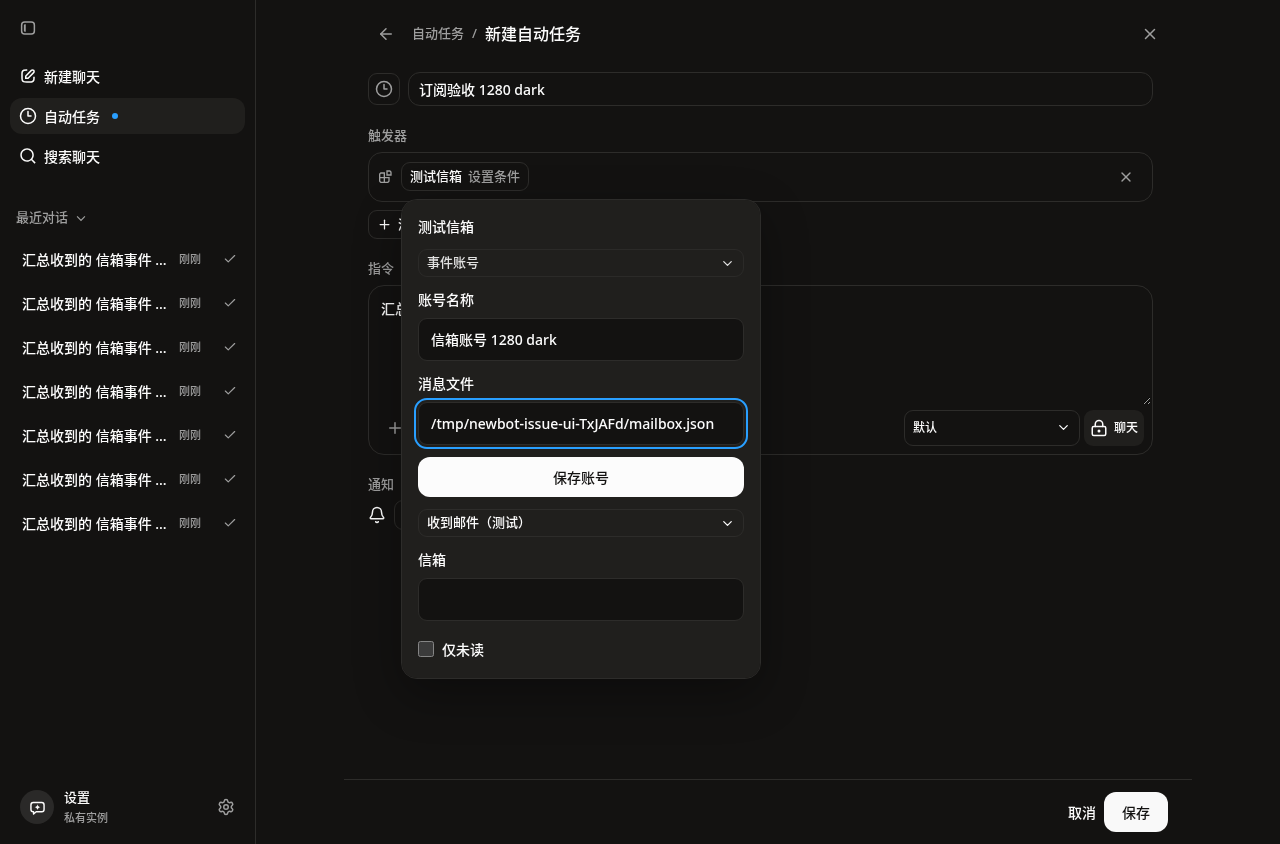 新建聊天
自动任务
搜索聊天
最近对话
汇总收到的 信箱事件 ... 刚刚
汇总收到的 信箱事件 ... 刚刚
汇总收到的 信箱事件 ... 刚刚
汇总收到的 信箱事件 ... 刚刚
汇总收到的 信箱事件 ... 刚刚
汇总收到的 信箱事件 ... 刚刚
汇总收到的 信箱事件 ... 刚刚
设置
私有实例
自动任务 / 新建自动任务
订阅验收 1280 dark
触发器
测试信箱 设置条件
指令
默认
聊天
通知
测试信箱
事件账号
账号名称
信箱账号 1280 dark
消息文件
/tmp/newbot-issue-ui-TxJAFd/mailbox.json
保存账号
收到邮件（测试）
信箱
仅未读
取消
保存